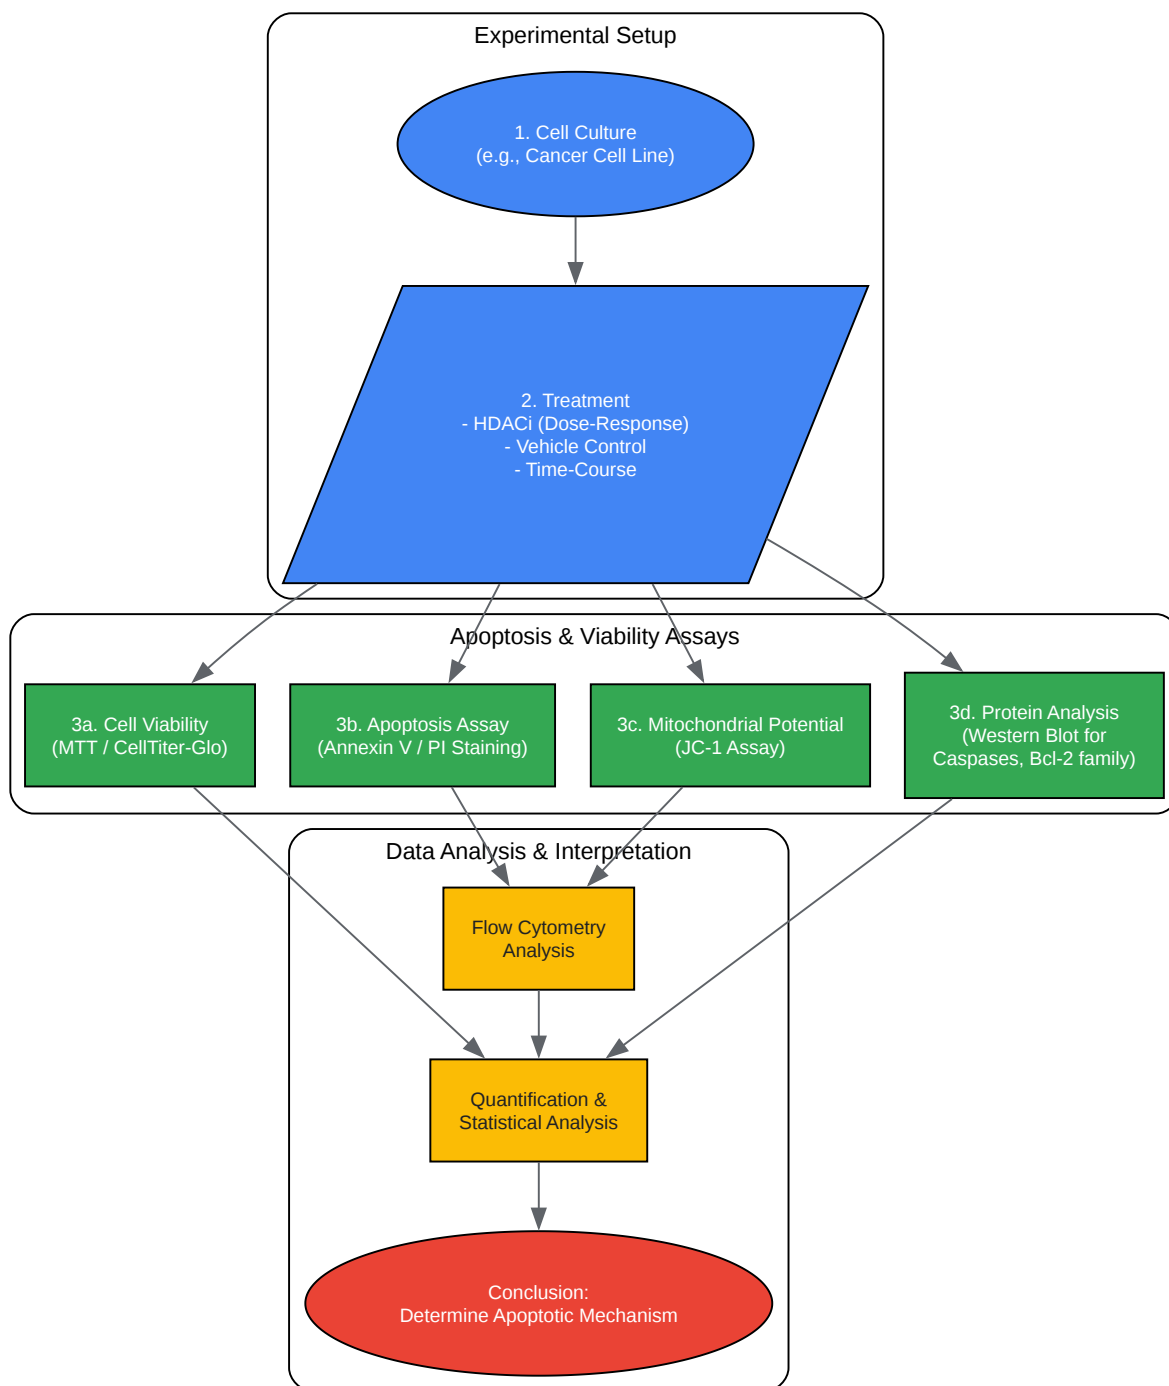 Experimental Setup
1. Cell Culture
(e.g., Cancer Cell Line)
2. Treatment
- HDACi (Dose-Response)
- Vehicle Control
- Time-Course
Apoptosis & Viability Assays
3a. Cell Viability
(MTT / CellTiter-Glo)
3b. Apoptosis Assay
(Annexin V / PI Staining)
3c. Mitochondrial Potential
(JC-1 Assay)
3d. Protein Analysis
(Western Blot for
Caspases, Bcl-2 family)
Data Analysis & Interpretation
Flow Cytometry
Analysis
Quantification &
Statistical Analysis
Conclusion:
Determine Apoptotic Mechanism